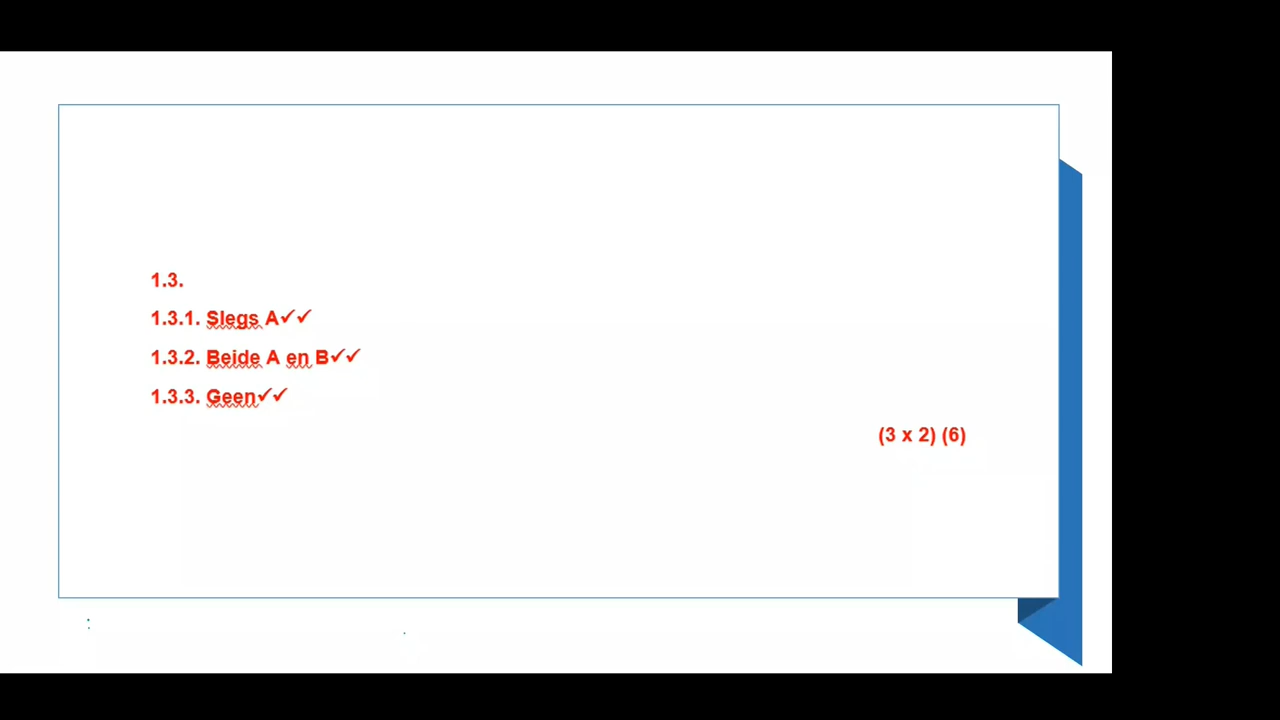 1.3.
1.3.1. Slegs A✓✓
1.3.2. Beide A en B✓✓
1.3.3. Geen✓✓
(3 x 2) (6)